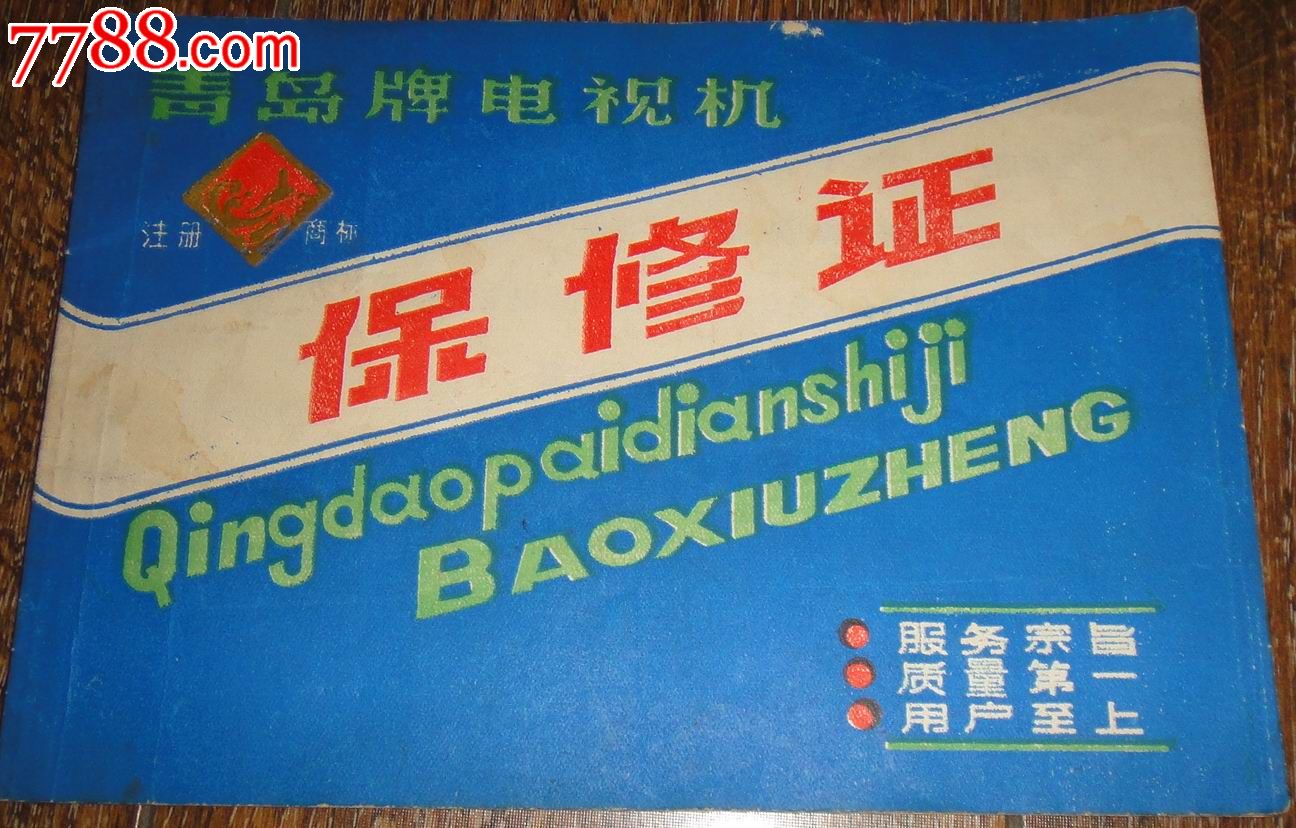 7788.com
青岛牌电视机
注册 商标
保修证
Qingdaopaidianshiji
BAOXIUZHENG
服务宗旨
质量第一
用户至上